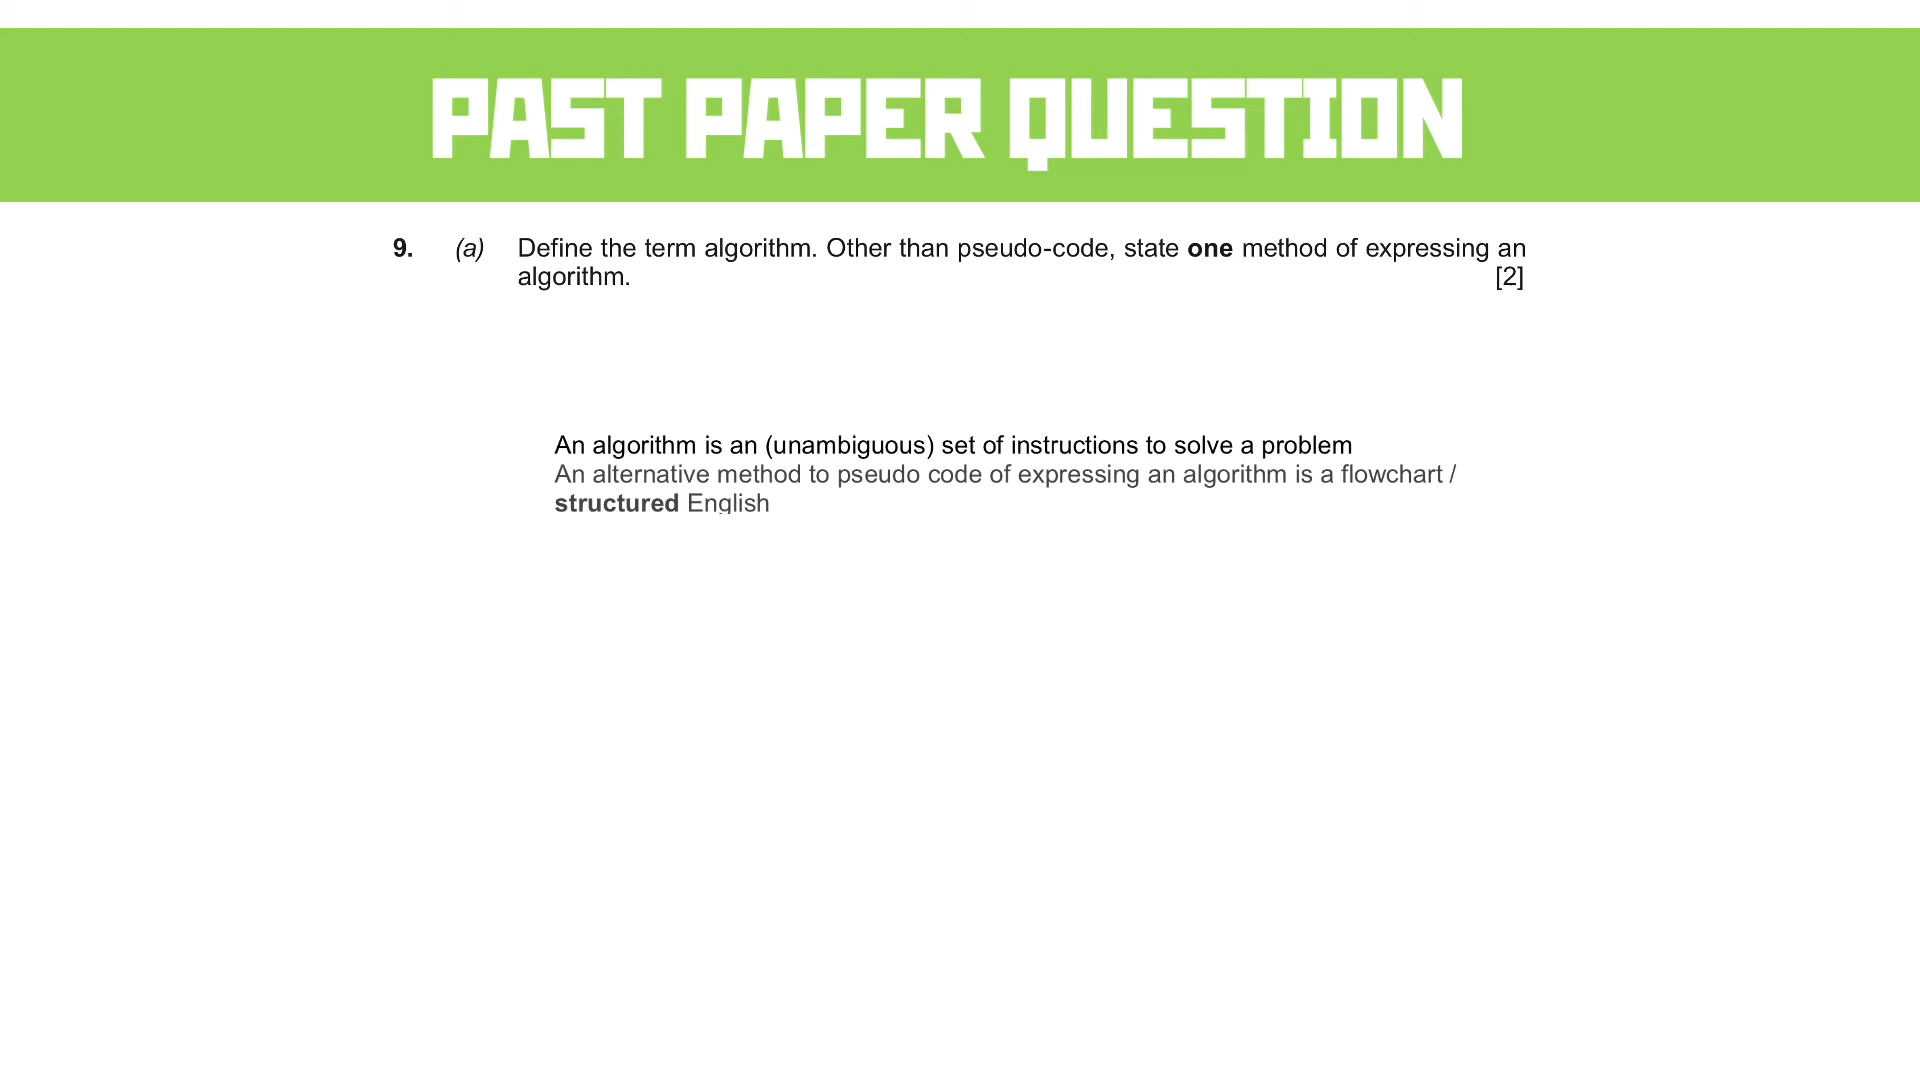 PAST PAPER QUESTION
9. (a) Define the term algorithm. Other than pseudo-code, state one method of expressing an
algorithm. [2]
An algorithm is an (unambiguous) set of instructions to solve a problem
An alternative method to pseudo code of expressing an algorithm is a flowchart /
structured English